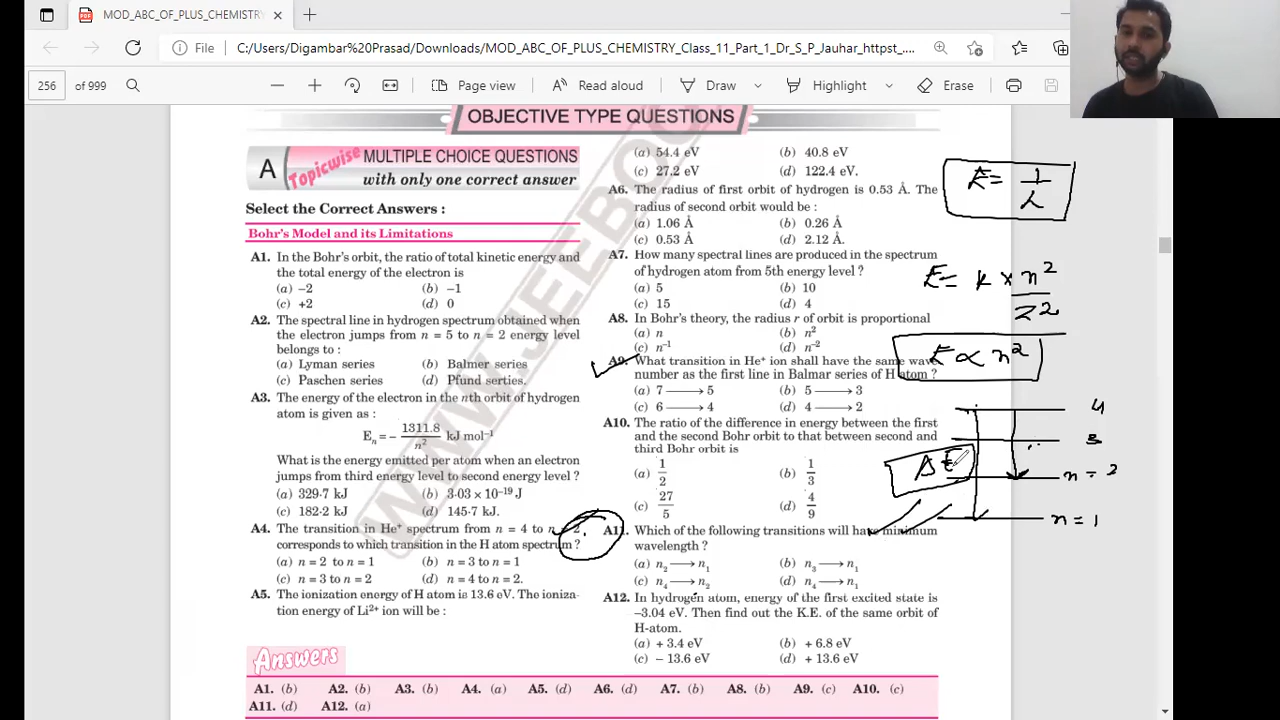 MOD_ABC_OF_PLUS_CHEMISTRY
File
C:/Users/Digambar%20Prasad/Downloads/MOD_ABC_OF_PLUS_CHEMISTRY_Class_11_Part_1_Dr_S_P_Jauhar_httpst_....
256 of 999
Page view
Read aloud
Draw
Highlight
Erase
OBJECTIVE TYPE QUESTIONS
A Topicwise MULTIPLE CHOICE QUESTIONS
with only one correct answer
Select the Correct Answers :
Bohr's Model and its Limitations
A1. In the Bohr's orbit, the ratio of total kinetic energy and
the total energy of the electron is
(a) –2 (b) –1
(c) +2 (d) 0
A2. The spectral line in hydrogen spectrum obtained when
the electron jumps from n = 5 to n = 2 energy level
belongs to :
(a) Lyman series (b) Balmer series
(c) Paschen series (d) Pfund serties.
A3. The energy of the electron in the nth orbit of hydrogen
atom is given as :
Eₙ = – 1311.8 / n² kJ mol⁻¹
What is the energy emitted per atom when an electron
jumps from third energy level to second energy level ?
(a) 329·7 kJ (b) 3·03 × 10⁻¹⁹ J
(c) 182·2 kJ (d) 145·7 kJ.
A4. The transition in He⁺ spectrum from n = 4 to n = 2
corresponds to which transition in the H atom spectrum ?
(a) n = 2 to n = 1 (b) n = 3 to n = 1
(c) n = 3 to n = 2 (d) n = 4 to n = 2.
A5. The ionization energy of H atom is 13.6 eV. The ioniza-
tion energy of Li²⁺ ion will be :
(a) 54.4 eV (b) 40.8 eV
(c) 27.2 eV (d) 122.4 eV.
A6. The radius of first orbit of hydrogen is 0.53 Å. The
radius of second orbit would be :
(a) 1.06 Å (b) 0.26 Å
(c) 0.53 Å (d) 2.12 Å.
A7. How many spectral lines are produced in the spectrum
of hydrogen atom from 5th energy level ?
(a) 5 (b) 10
(c) 15 (d) 4
A8. In Bohr's theory, the radius r of orbit is proportional
(a) n (b) n²
(c) n⁻¹ (d) n⁻²
A9. What transition in He⁺ ion shall have the same wave
number as the first line in Balmar series of H atom ?
(a) 7 ⟶ 5 (b) 5 ⟶ 3
(c) 6 ⟶ 4 (d) 4 ⟶ 2
A10. The ratio of the difference in energy between the first
and the second Bohr orbit to that between second and
third Bohr orbit is
(a) 1/2 (b) 1/3
(c) 27/5 (d) 4/9
A11. Which of the following transitions will have minimum
wavelength ?
(a) n₂ ⟶ n₁ (b) n₃ ⟶ n₁
(c) n₄ ⟶ n₂ (d) n₄ ⟶ n₁
A12. In hydrogen atom, energy of the first excited state is
–3.04 eV. Then find out the K.E. of the same orbit of
H-atom.
(a) + 3.4 eV (b) + 6.8 eV
(c) – 13.6 eV (d) + 13.6 eV
Answers
A1. (b) A2. (b) A3. (b) A4. (a) A5. (d) A6. (d) A7. (b) A8. (b) A9. (c) A10. (c)
A11. (d) A12. (a)
E = 1/λ
E = k × n²/Z²
E ∝ n²
4
3
n = 2
n = 1
ΔE